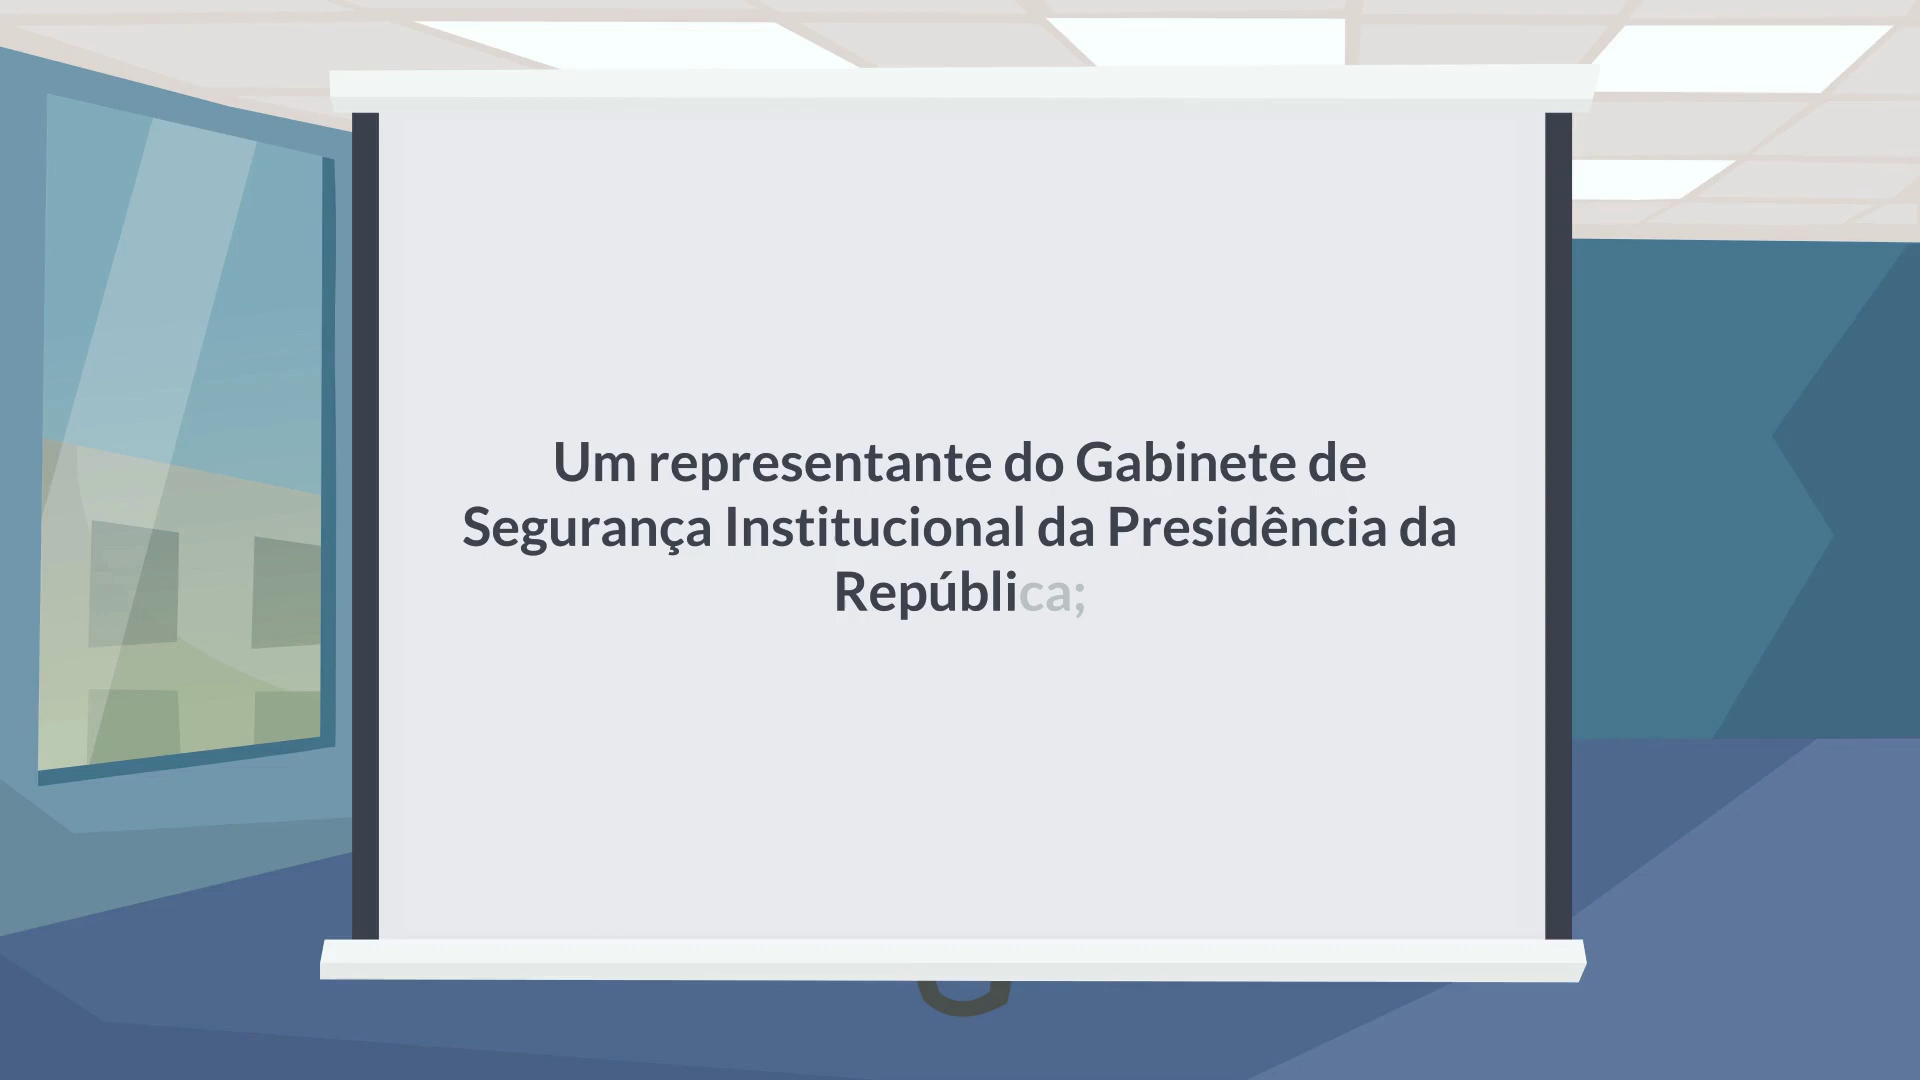 Um representante do Gabinete de
Segurança Institucional da Presidência da
República;